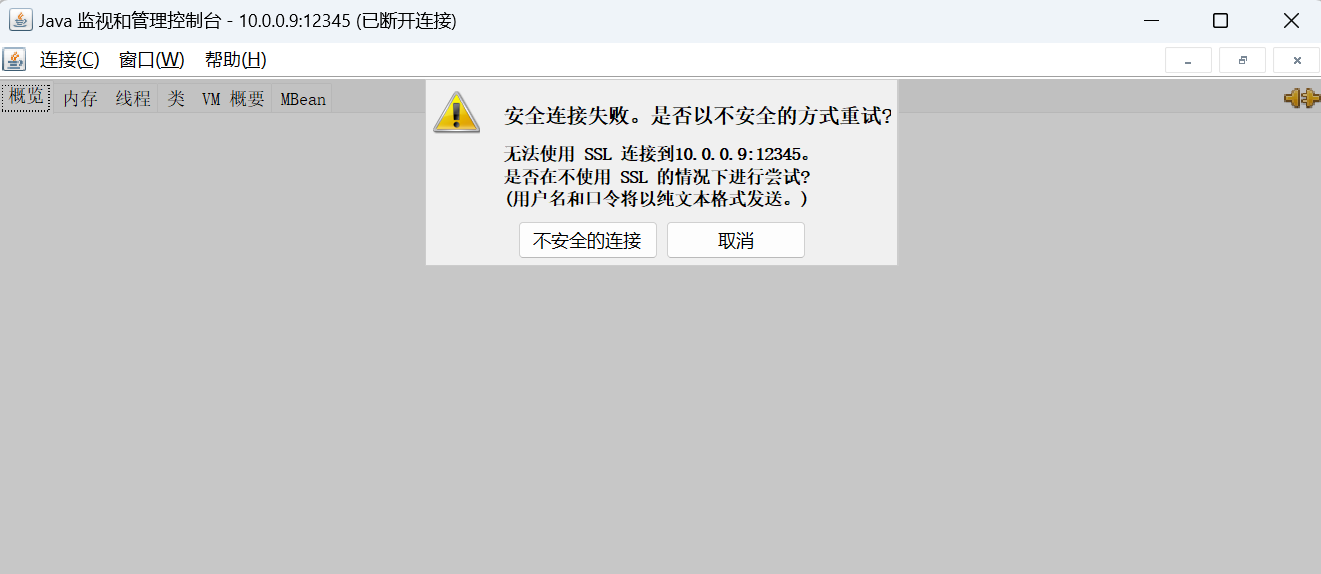 Java 监视和管理控制台 - 10.0.0.9:12345 (已断开连接)
连接(C) 窗口(W) 帮助(H)
概览 内存 线程 类 VM 概要 MBean
安全连接失败。是否以不安全的方式重试?
无法使用 SSL 连接到10.0.0.9:12345。
是否在不使用 SSL 的情况下进行尝试?
(用户名和口令将以纯文本格式发送。)
不安全的连接 取消